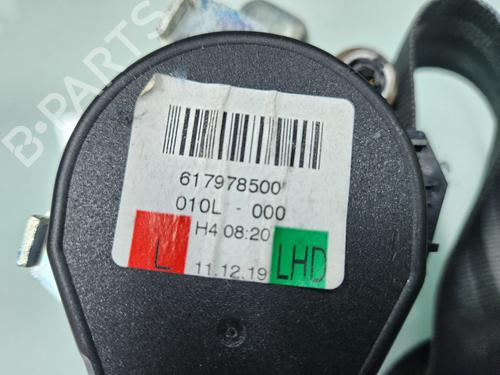 B-PARTS
617978500
010L - 000
H4 08:20
L 11.12.19 LHD